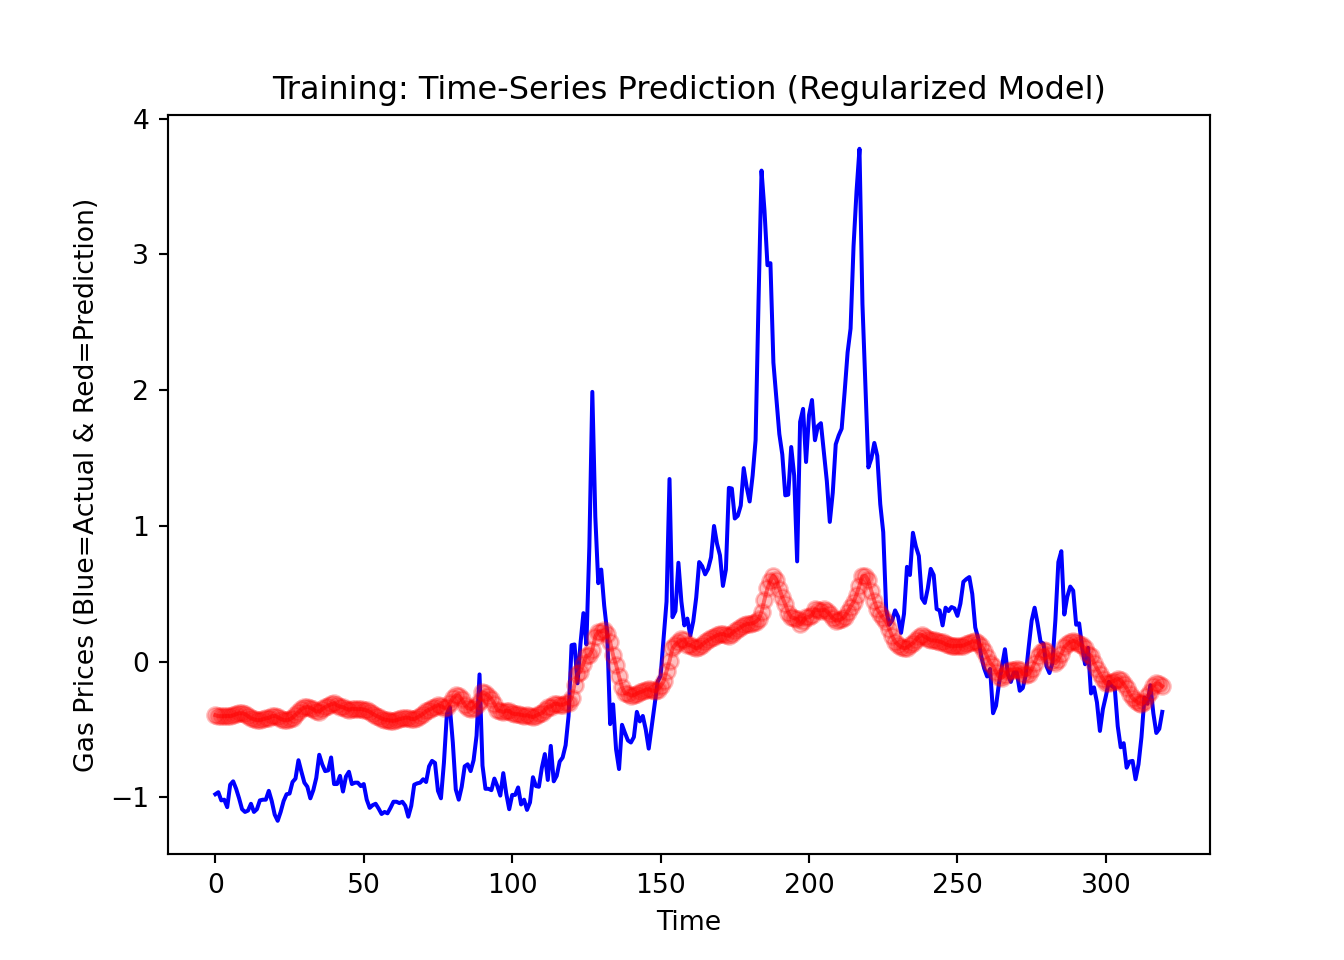 Training: Time-Series Prediction (Regularized Model)
Gas Prices (Blue=Actual & Red=Prediction)
4
3
2
1
0
−1
0 50 100 150 200 250 300
Time